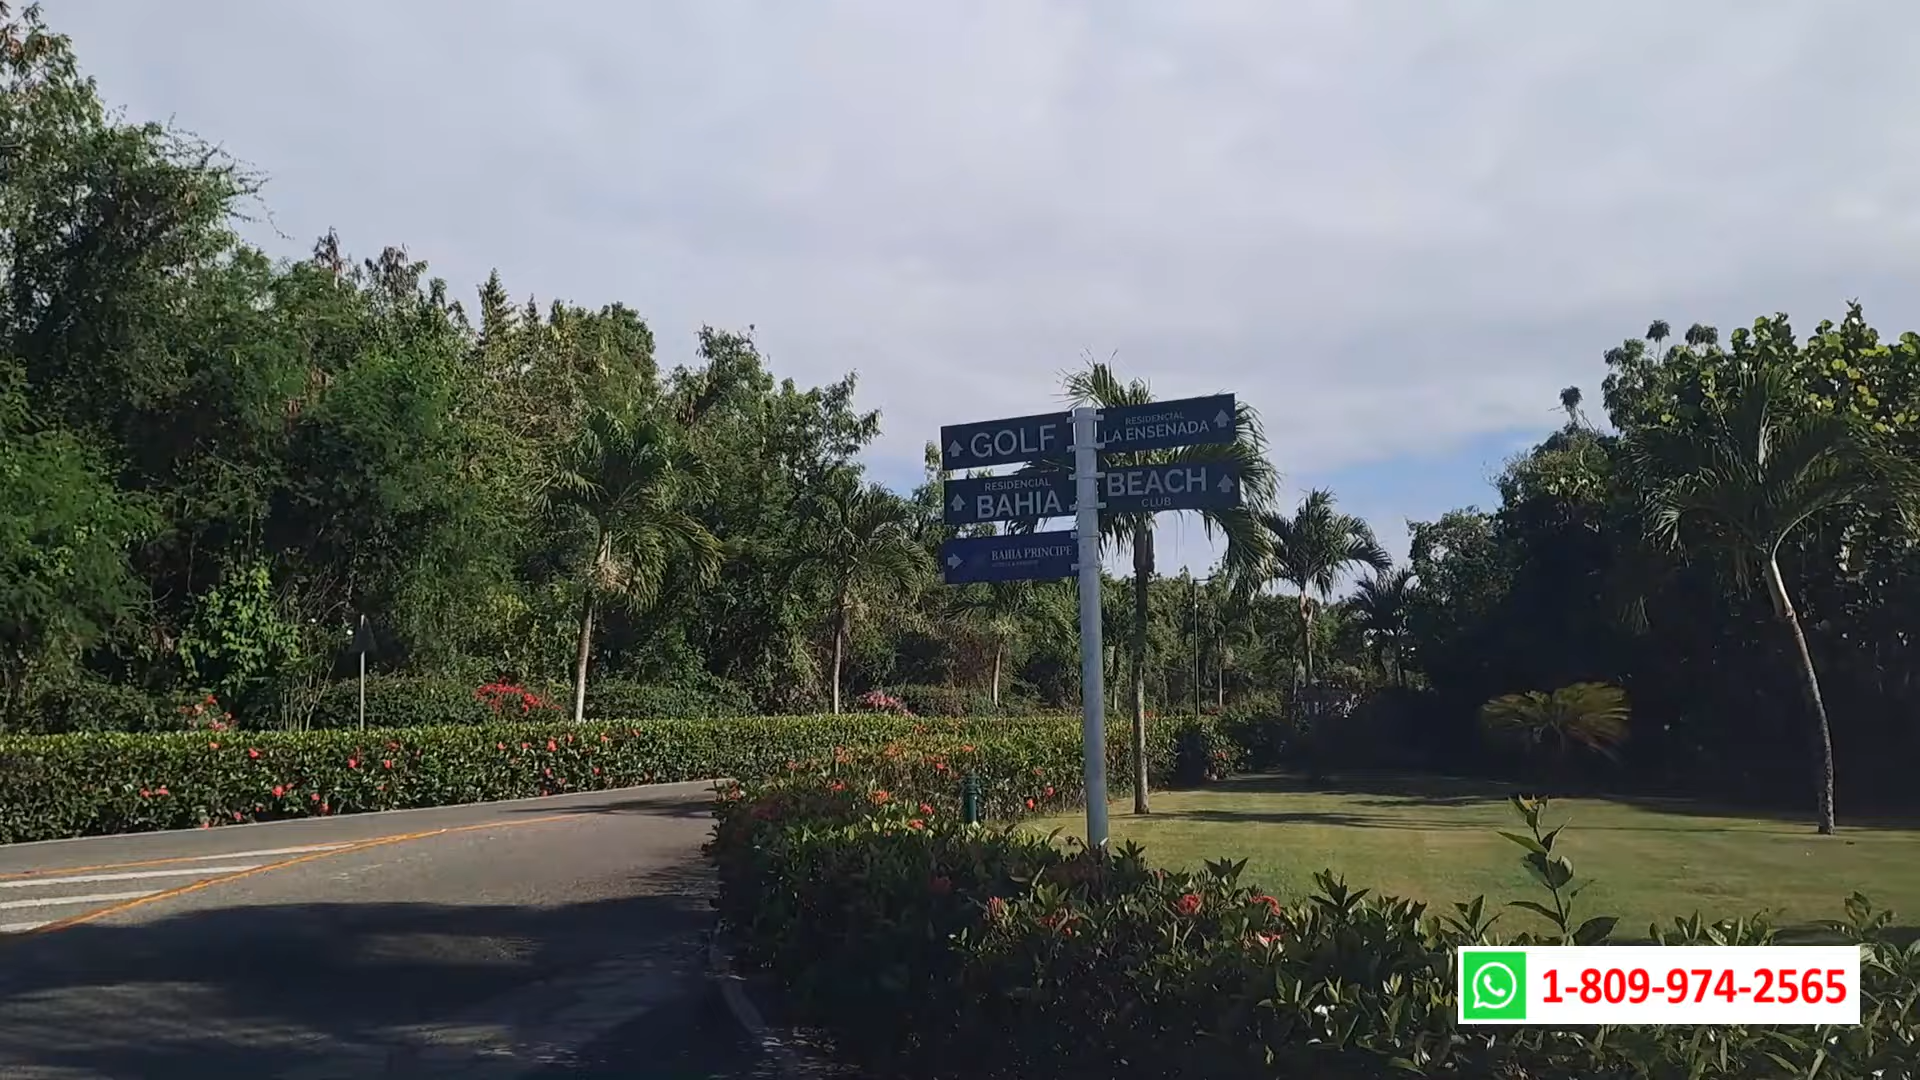 GOLF
RESIDENCIAL
LA ENSENADA
RESIDENCIAL
BAHIA
BEACH
CLUB
BAHIA PRINCIPE
1-809-974-2565